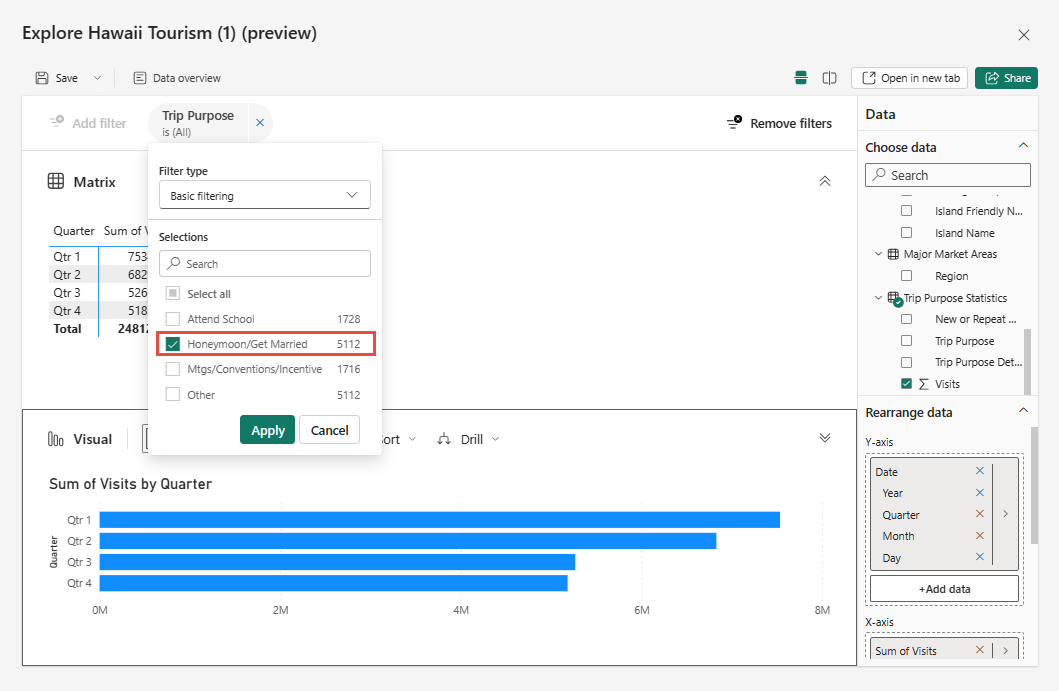 Explore Hawaii Tourism (1) (preview)
Save
Data overview
Open in new tab
Share
Add filter
Trip Purpose
is (All)
Remove filters
Filter type
Basic filtering
Selections
Search
Select all
Attend School 1728
Honeymoon/Get Married 5112
Mtgs/Conventions/Incentive 1716
Other 5112
Apply Cancel
Matrix
Quarter Sum of
Qtr 1 753
Qtr 2 682
Qtr 3 526
Qtr 4 518
Total 2481
Visual
Drill
Sum of Visits by Quarter
Quarter
Qtr 1
Qtr 2
Qtr 3
Qtr 4
0M 2M 4M 6M 8M
Data
Choose data
Search
Island Friendly N...
Island Name
Major Market Areas
Region
Trip Purpose Statistics
New or Repeat ...
Trip Purpose
Trip Purpose Det...
Visits
Rearrange data
Y-axis
Date
Year
Quarter
Month
Day
+Add data
X-axis
Sum of Visits